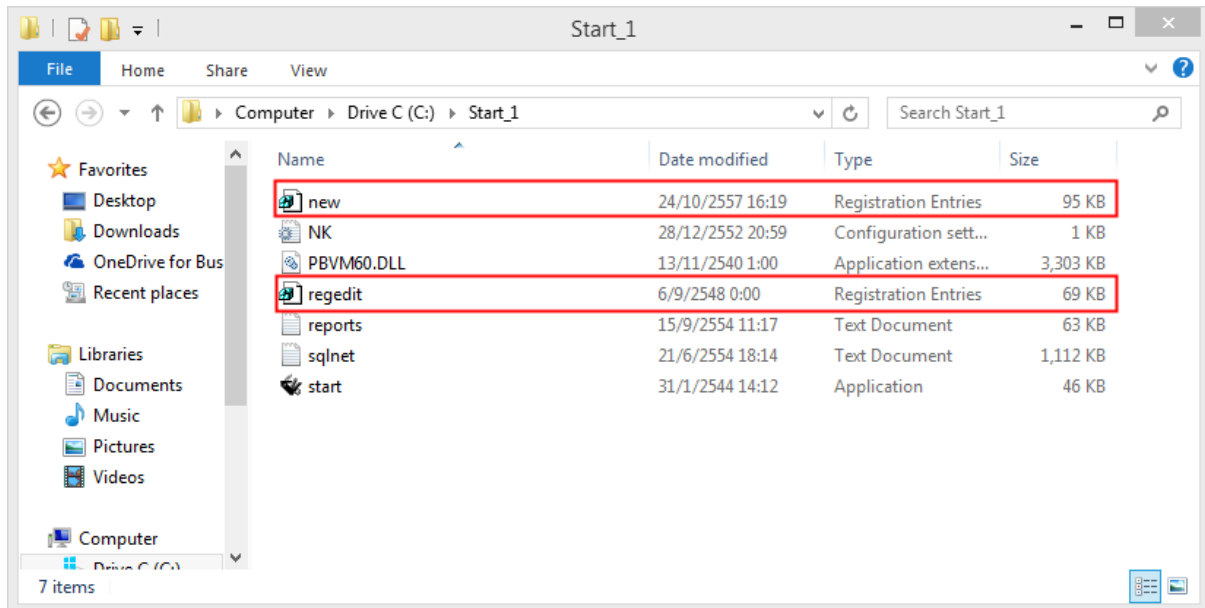 Start_1
File Home Share View
Computer Drive C (C:) Start_1 Search Start_1
Name Date modified Type Size
Favorites
Desktop
Downloads
OneDrive for Bus
Recent places
Libraries
Documents
Music
Pictures
Videos
Computer
Drive C (C:)
new 24/10/2557 16:19 Registration Entries 95 KB
NK 28/12/2552 20:59 Configuration sett... 1 KB
PBVM60.DLL 13/11/2540 1:00 Application extens... 3,303 KB
regedit 6/9/2548 0:00 Registration Entries 69 KB
reports 15/9/2554 11:17 Text Document 63 KB
sqlnet 21/6/2554 18:14 Text Document 1,112 KB
start 31/1/2544 14:12 Application 46 KB
7 items